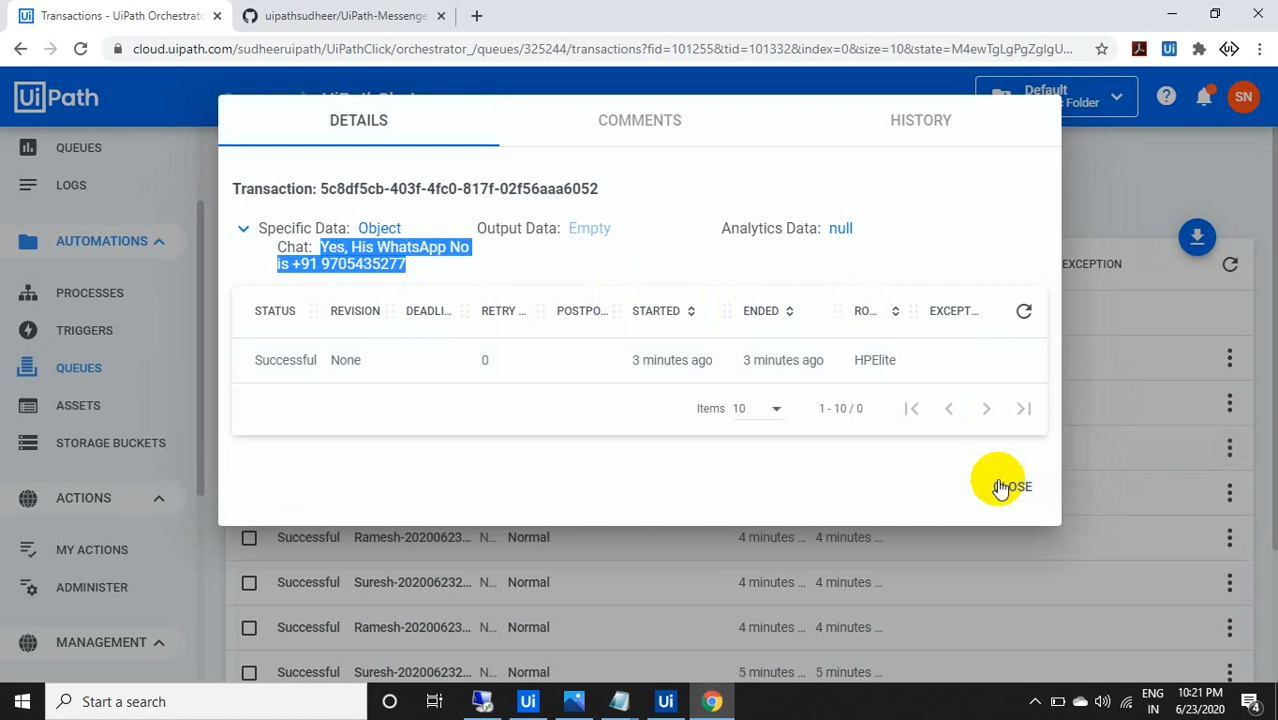 Transactions - UiPath Orchestrato
uipathsudheer/UiPath-Messenge
cloud.uipath.com/sudheeruipath/UiPathClick/orchestrator_/queues/325244/transactions?fid=101255&tid=101332&index=0&size=10&state=M4ewTgLgPgZglgU...
UiPath
Default
Folder
SN
QUEUES
LOGS
AUTOMATIONS
PROCESSES
TRIGGERS
QUEUES
ASSETS
STORAGE BUCKETS
ACTIONS
MY ACTIONS
ADMINISTER
MANAGEMENT
DETAILS COMMENTS HISTORY
Transaction: 5c8df5cb-403f-4fc0-817f-02f56aaa6052
Specific Data: Object Output Data: Empty Analytics Data: null
Chat: Yes, His WhatsApp No
is +91 9705435277
STATUS REVISION DEADLI... RETRY ... POSTPO... STARTED ENDED RO... EXCEPT...
Successful None 0 3 minutes ago 3 minutes ago HPElite
Items 10 1 - 10 / 0
EXCEPTION
Successful Ramesh-20200623... N... Normal 4 minutes ... 4 minutes ...
Successful Suresh-202006232... N... Normal 4 minutes ... 4 minutes ...
Successful Ramesh-20200623... N... Normal 4 minutes ... 4 minutes ...
Successful Suresh-202006232... N... Normal 5 minutes ... 5 minutes ...
Start a search
ENG
IN
10:21 PM
6/23/2020
4